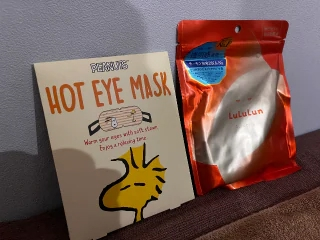 PEANUTS
HOT EYE MASK
Warm your eyes with soft steam.
Enjoy a relaxing time
LuLuLun